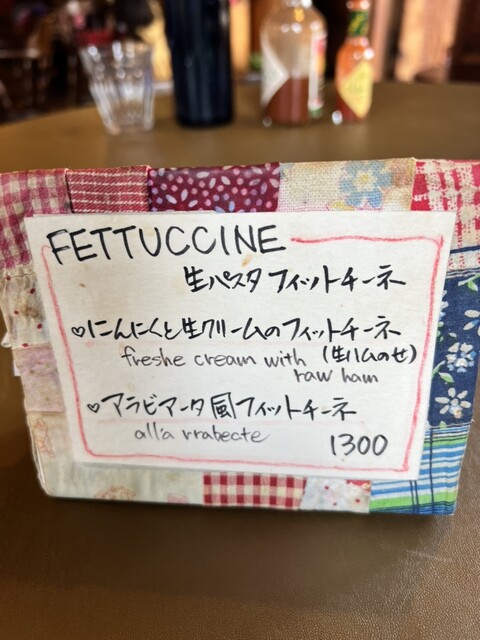 FETTUCCINE
生パスタ フィットチーネ
♡にんにくと生クリームのフィットチーネ
freshe cream with (生ハムのせ)
raw ham
♡アラビアータ風フィットチーネ
all'a vrabecte
1300